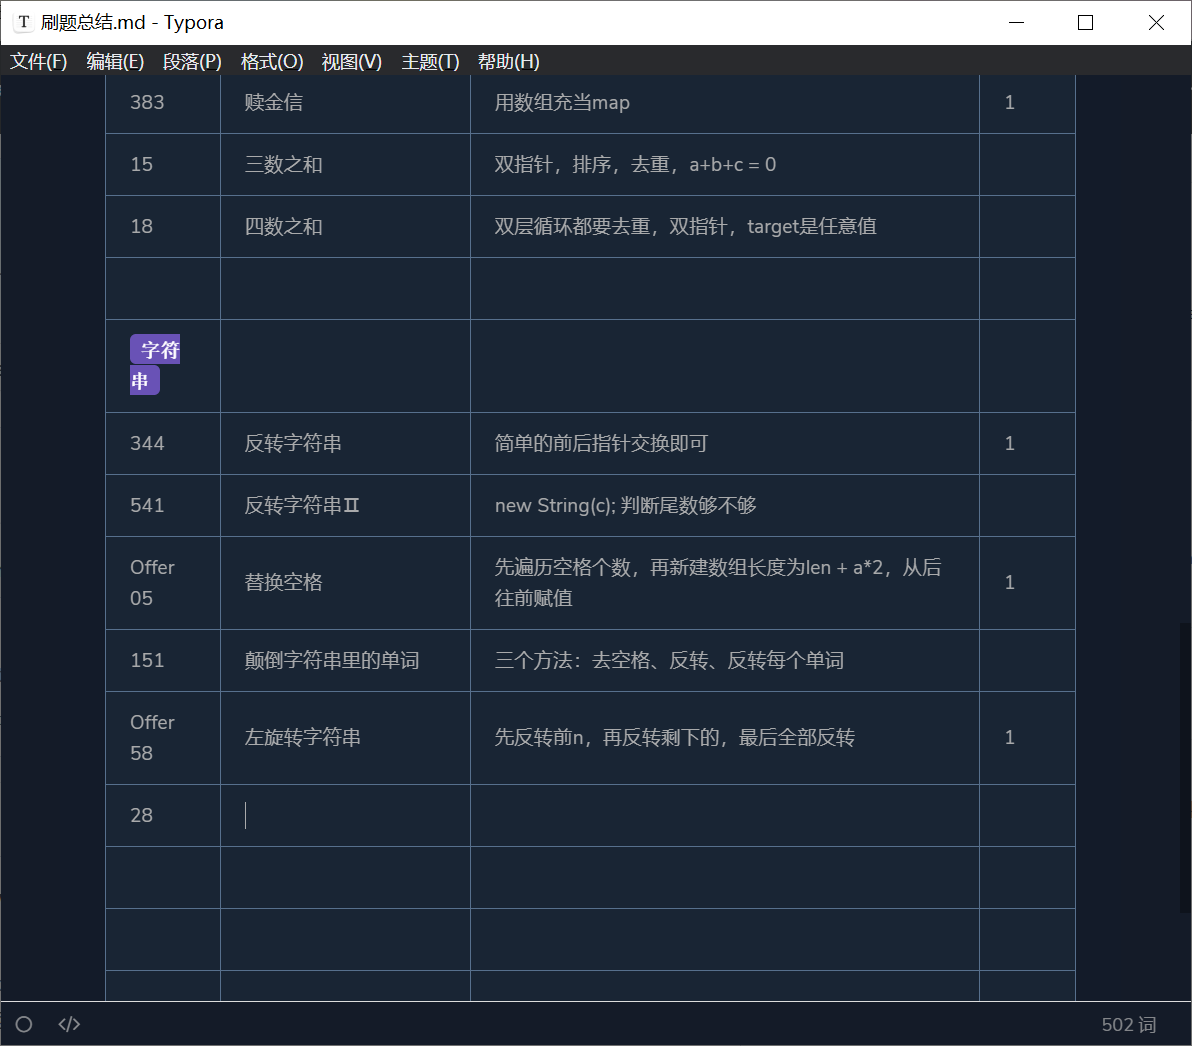 T 刷题总结.md - Typora
文件(F) 编辑(E) 段落(P) 格式(O) 视图(V) 主题(T) 帮助(H)
383 赎金信 用数组充当map 1
15 三数之和 双指针，排序，去重，a+b+c = 0
18 四数之和 双层循环都要去重，双指针，target是任意值
字符
串
344 反转字符串 简单的前后指针交换即可 1
541 反转字符串Ⅱ new String(c); 判断尾数够不够
Offer
05
替换空格
先遍历空格个数，再新建数组长度为len + a*2，从后
往前赋值
1
151 颠倒字符串里的单词 三个方法：去空格、反转、反转每个单词
Offer
58
左旋转字符串 先反转前n，再反转剩下的，最后全部反转 1
28
</> 502 词